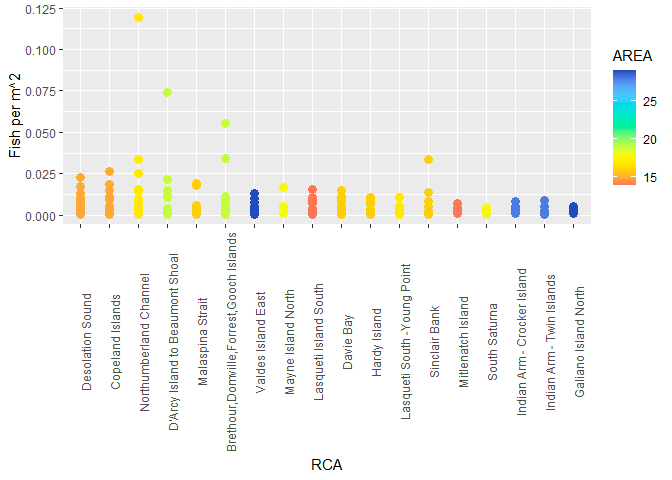 0.125
0.100
0.075
0.050
0.025
0.000
Fish per m^2
AREA
25
20
15
Desolation Sound
Copeland Islands
Northumberland Channel
D'Arcy Island to Beaumont Shoal
Malaspina Strait
Brethour,Domville,Forrest,Gooch Islands
Valdes Island East
Mayne Island North
Lasqueti Island South
Davie Bay
Hardy Island
Lasqueti South -Young Point
Sinclair Bank
Mitlenatch Island
South Saturna
Indian Arm - Crocker Island
Indian Arm - Twin Islands
Galiano Island North
RCA